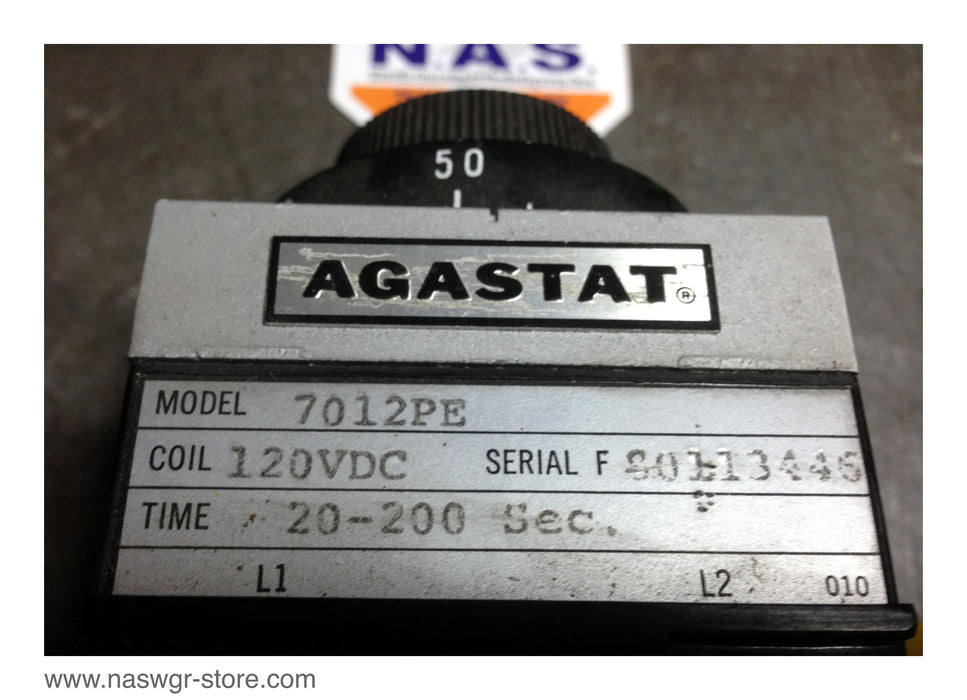 N.A.S.
50
AGASTAT®
MODEL 7012PE
COIL 120VDC SERIAL F
TIME 20-200 Sec.
L1 L2 010
www.naswgr-store.com